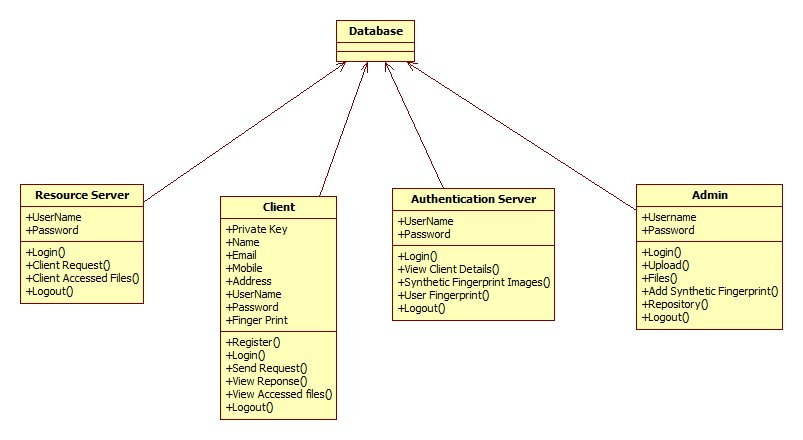 Database
Resource Server
+UserName
+Password
+Login()
+Client Request()
+Client Accessed Files()
+Logout()
Client
+Private Key
+Name
+Email
+Mobile
+Address
+UserName
+Password
+Finger Print
+Register()
+Login()
+Send Request()
+View Reponse()
+View Accessed files()
+Logout()
Authentication Server
+UserName
+Password
+Login()
+View Client Details()
+Synthetic Fingerprint Images()
+User Fingerprint()
+Logout()
Admin
+Username
+Password
+Login()
+Upload()
+Files()
+Add Synthetic Fingerprint()
+Repository()
+Logout()